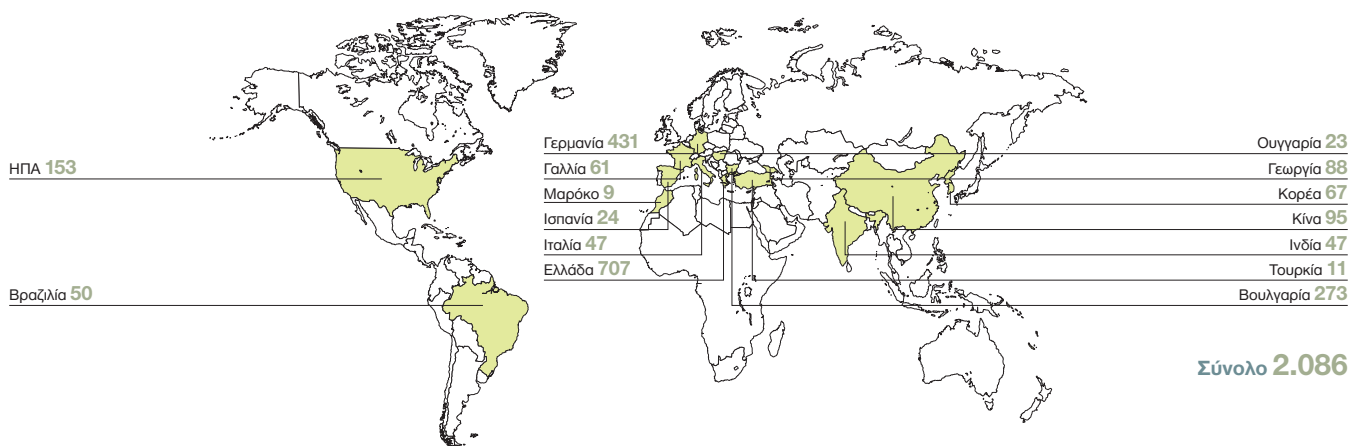 ΗΠΑ 153
Βραζιλία 50
Γερμανία 431
Γαλλία 61
Μαρόκο 9
Ισπανία 24
Ιταλία 47
Ελλάδα 707
Ουγγαρία 23
Γεωργία 88
Κορέα 67
Κίνα 95
Ινδία 47
Τουρκία 11
Βουλγαρία 273
Σύνολο 2.086